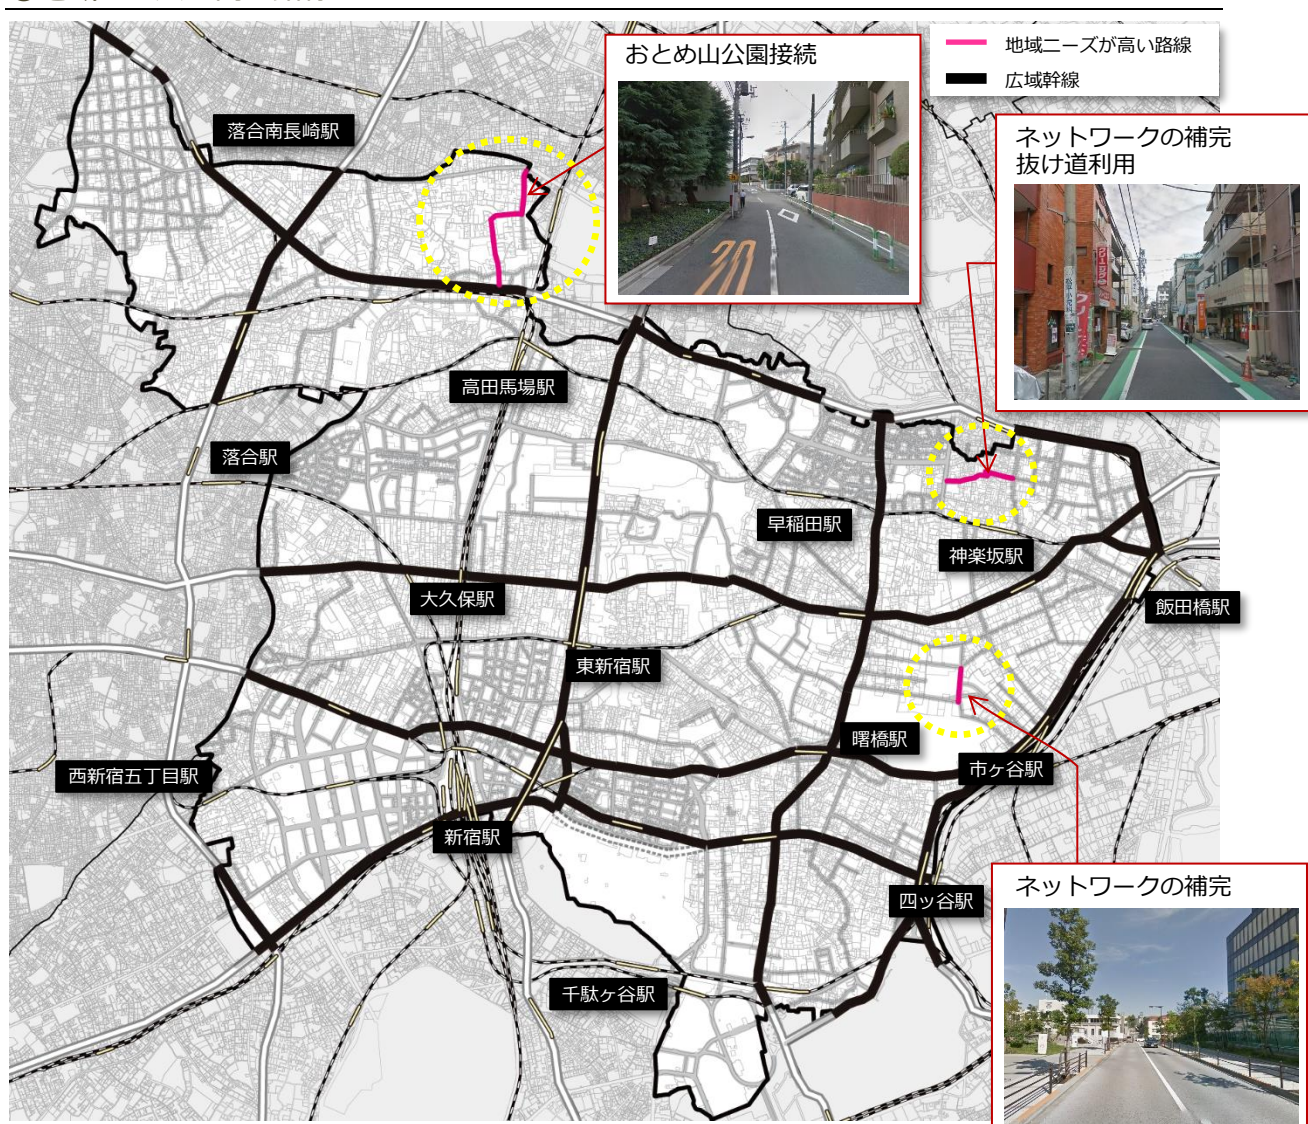 おとめ山公園接続
30
地域ニーズが高い路線
広域幹線
ネットワークの補完
抜け道利用
落合南長崎駅
高田馬場駅
落合駅
早稲田駅
神楽坂駅
大久保駅
飯田橋駅
東新宿駅
曙橋駅
市ヶ谷駅
西新宿五丁目駅
新宿駅
四ッ谷駅
千駄ヶ谷駅
ネットワークの補完